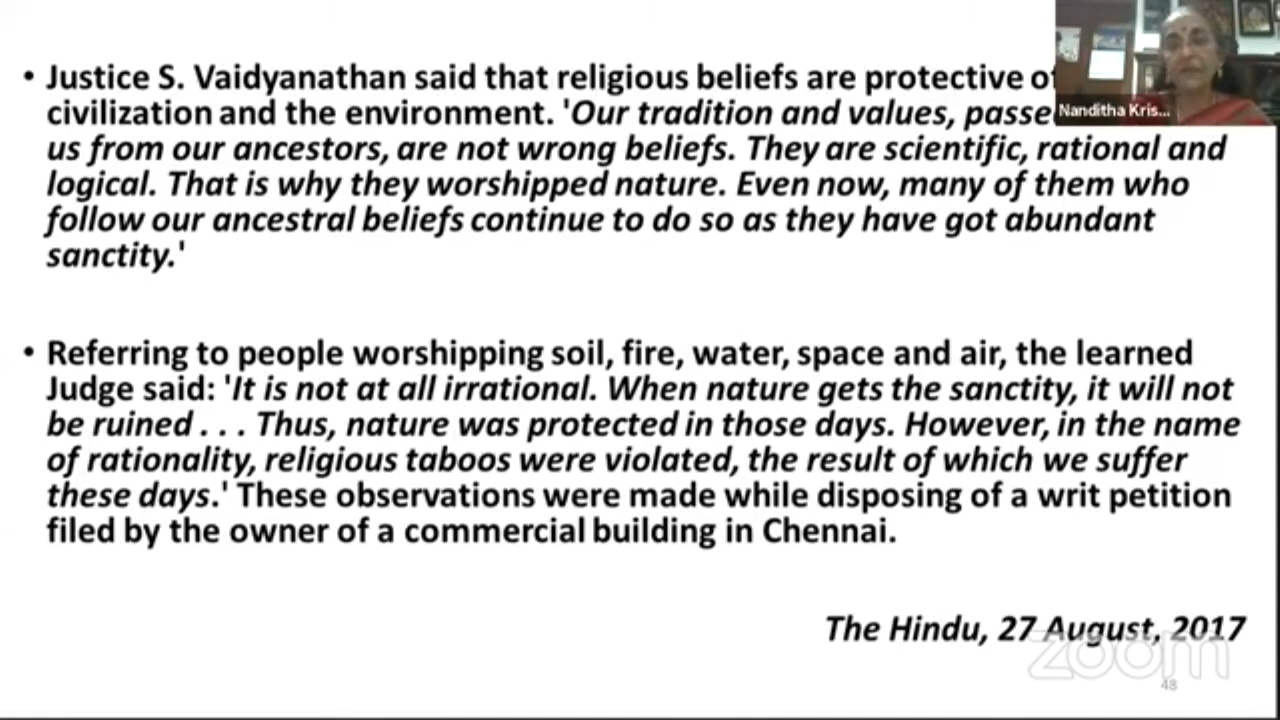 • Justice S. Vaidyanathan said that religious beliefs are protective
civilization and the environment. 'Our tradition and values,
us from our ancestors, are not wrong beliefs. They are scientific, rational and
logical. That is why they worshipped nature. Even now, many of them who
follow our ancestral beliefs continue to do so as they have got abundant
sanctity.'
• Referring to people worshipping soil, fire, water, space and air, the learned
Judge said: 'It is not at all irrational. When nature gets the sanctity, it will not
be ruined . . . Thus, nature was protected in those days. However, in the name
of rationality, religious taboos were violated, the result of which we suffer
these days.' These observations were made while disposing of a writ petition
filed by the owner of a commercial building in Chennai.
The Hindu, 27 August, 2017
Nanditha Kris...
zoom
48